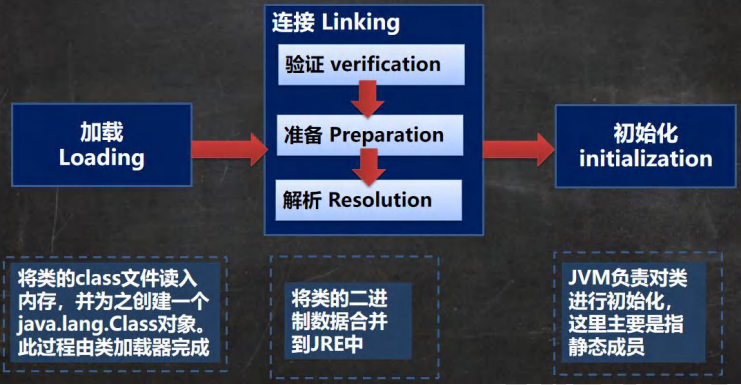 连接 Linking
验证 verification
加载
Loading
准备 Preparation
初始化
initialization
解析 Resolution
将类的class文件读入
内存，并为之创建一个
java.lang.Class对象。
此过程由类加载器完成
将类的二进
制数据合并
到JRE中
JVM负责对类
进行初始化，
这里主要是指
静态成员